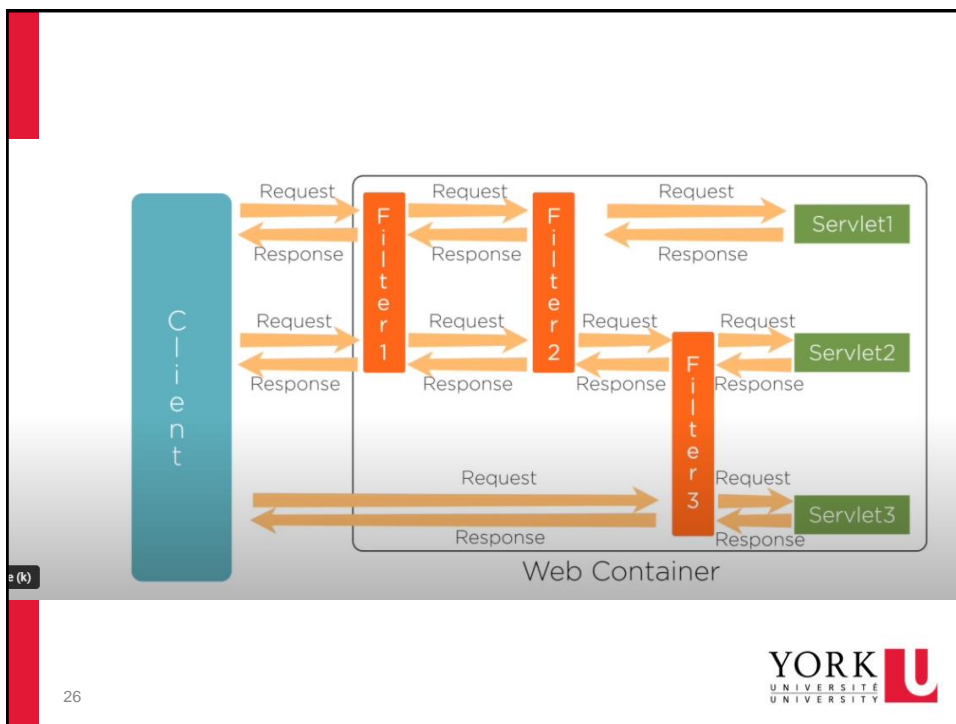 Request
Request
Request
Servlet1
Response
Response
Response
Client
Filter1
Filter2
Request
Request
Request
Request
Servlet2
Response
Response
Response
Response
Filter3
Request
Request
Servlet3
Response
Response
Web Container
e (k)
26
YORK U
UNIVERSITÉ
UNIVERSITY